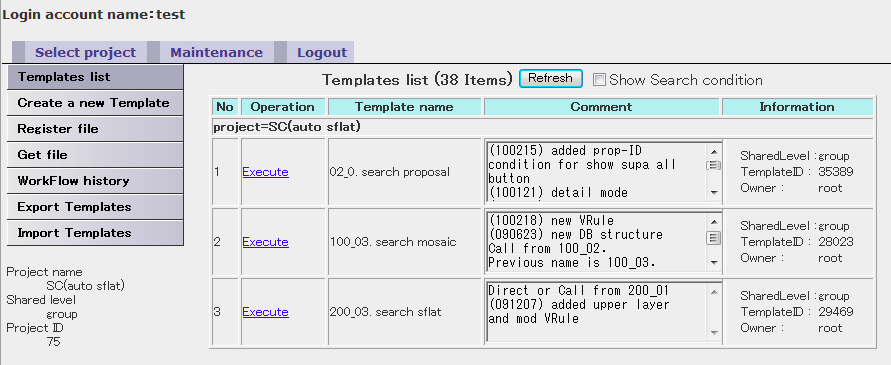 Login account name:test
Select project Maintenance Logout
Templates list
Create a new Template
Register file
Get file
WorkFlow history
Export Templates
Import Templates
Project name
SC(auto sflat)
Shared level
group
Project ID
75
Templates list (38 Items) Refresh Show Search condition
No Operation Template name Comment Information
project=SC(auto sflat)
1 Execute 02_0. search proposal
(100215) added prop-ID
condition for show supa all
button
(100121) detail mode
SharedLevel :group
TemplateID : 35389
Owner : root
2 Execute 100_03. search mosaic
(100218) new VRule
(090623) new DB structure
Call from 100_02.
Previous name is 100_03.
SharedLevel :group
TemplateID : 28023
Owner : root
3 Execute 200_03. search sflat
Direct or Call from 200_01
(091207) added upper layer
and mod VRule
SharedLevel :group
TemplateID : 29469
Owner : root